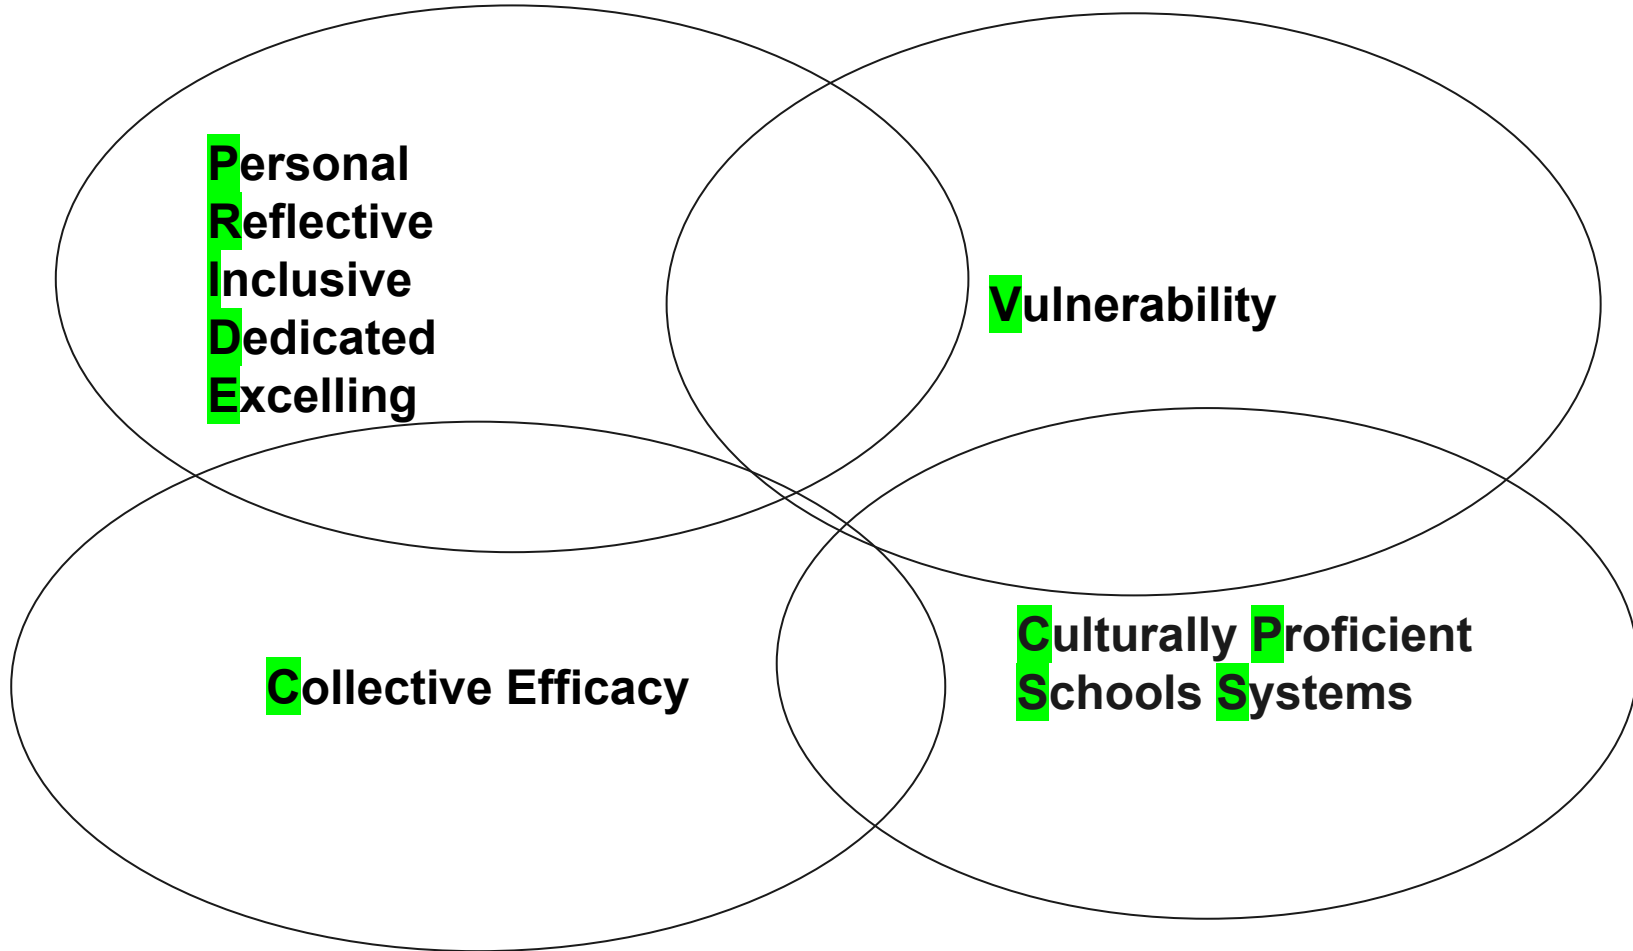 Personal
Reflective
Inclusive
Dedicated
Excelling
Vulnerability
Collective Efficacy
Culturally Proficient
Schools Systems